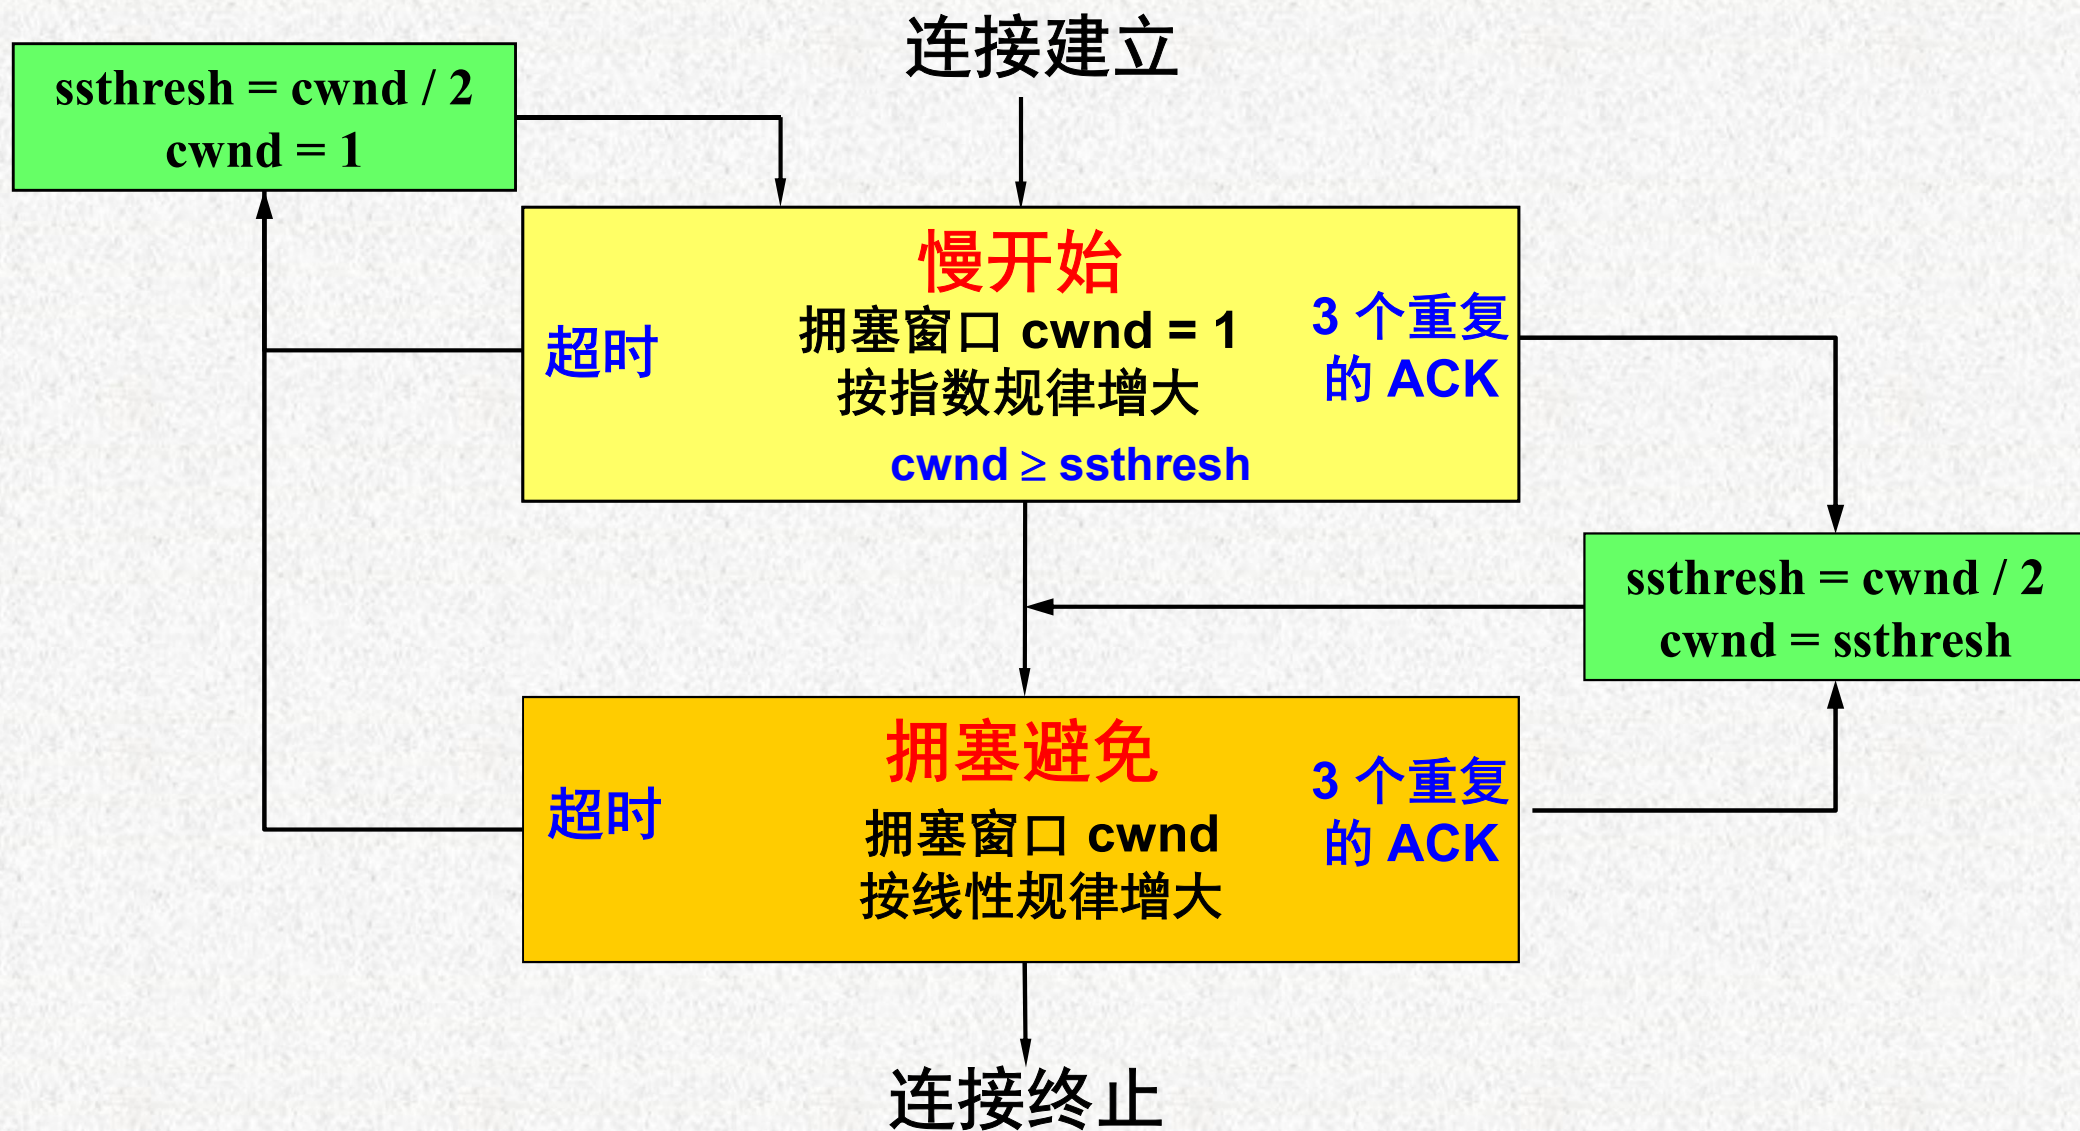 连接建立
ssthresh = cwnd / 2
cwnd = 1
慢开始
拥塞窗口 cwnd = 1
按指数规律增大
cwnd ≥ ssthresh
超时
3 个重复
的 ACK
ssthresh = cwnd / 2
cwnd = ssthresh
拥塞避免
拥塞窗口 cwnd
按线性规律增大
超时
3 个重复
的 ACK
连接终止